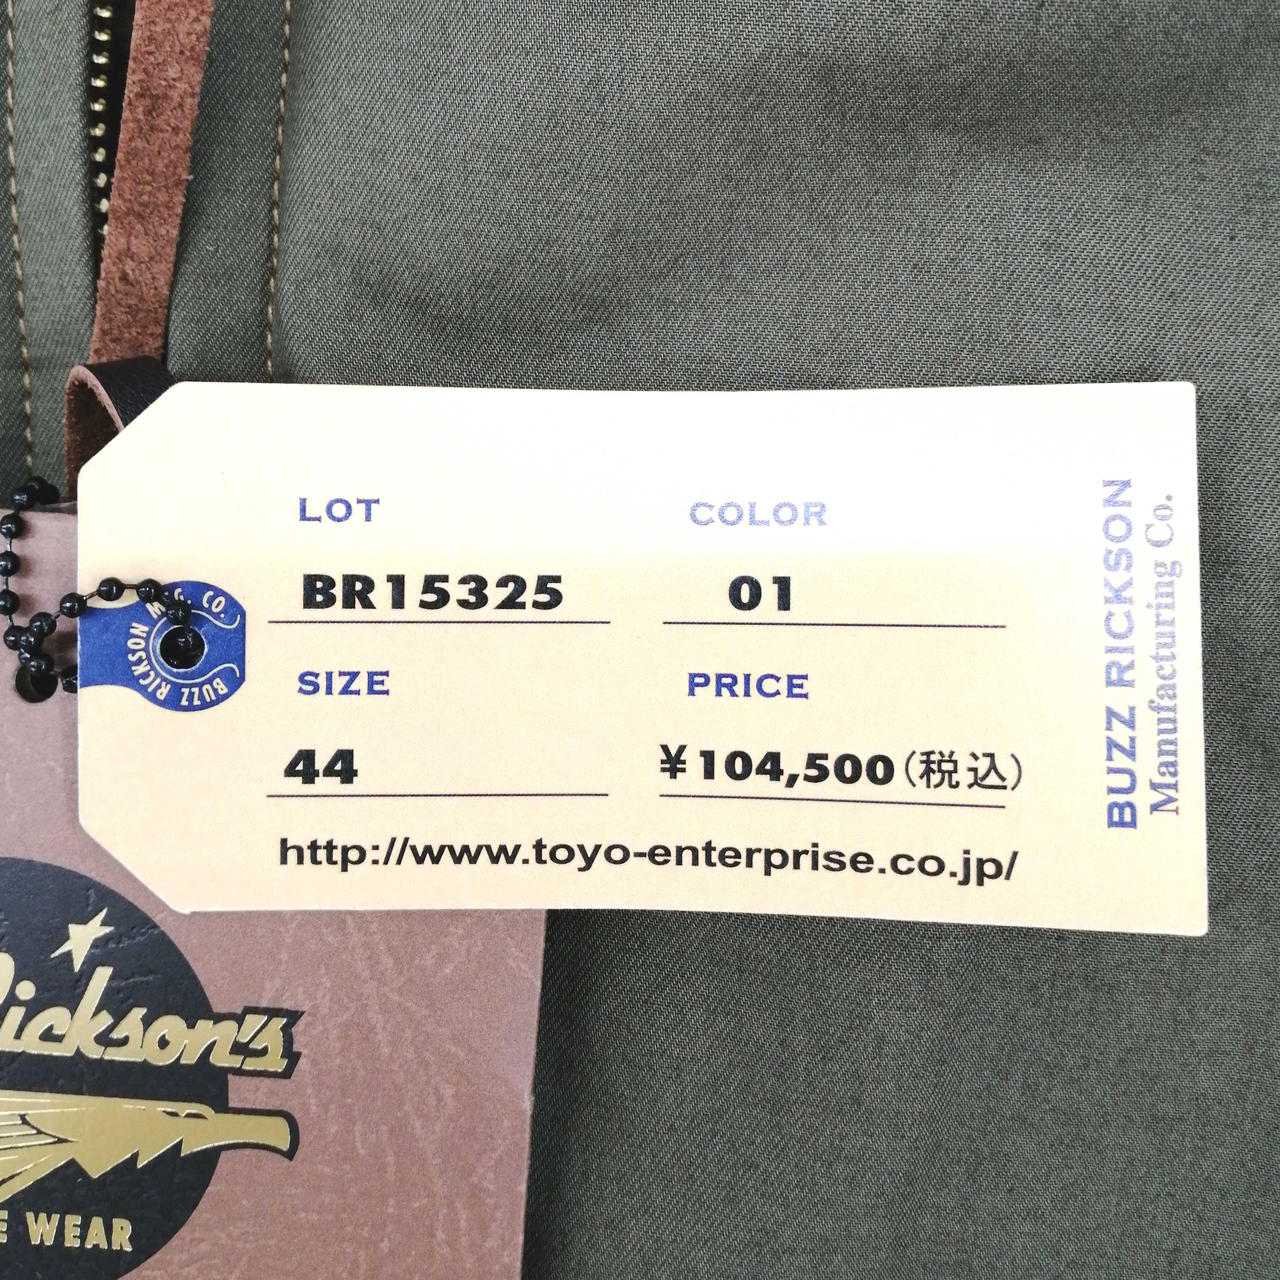 LOT
COLOR
BR15325
01
SIZE
PRICE
44
¥104,500(税込)
http://www.toyo-enterprise.co.jp/
BUZZ RICKSON
Manufacturing Co.
BUZZ RICKSON MFG. CO.
Rickson's
WEAR